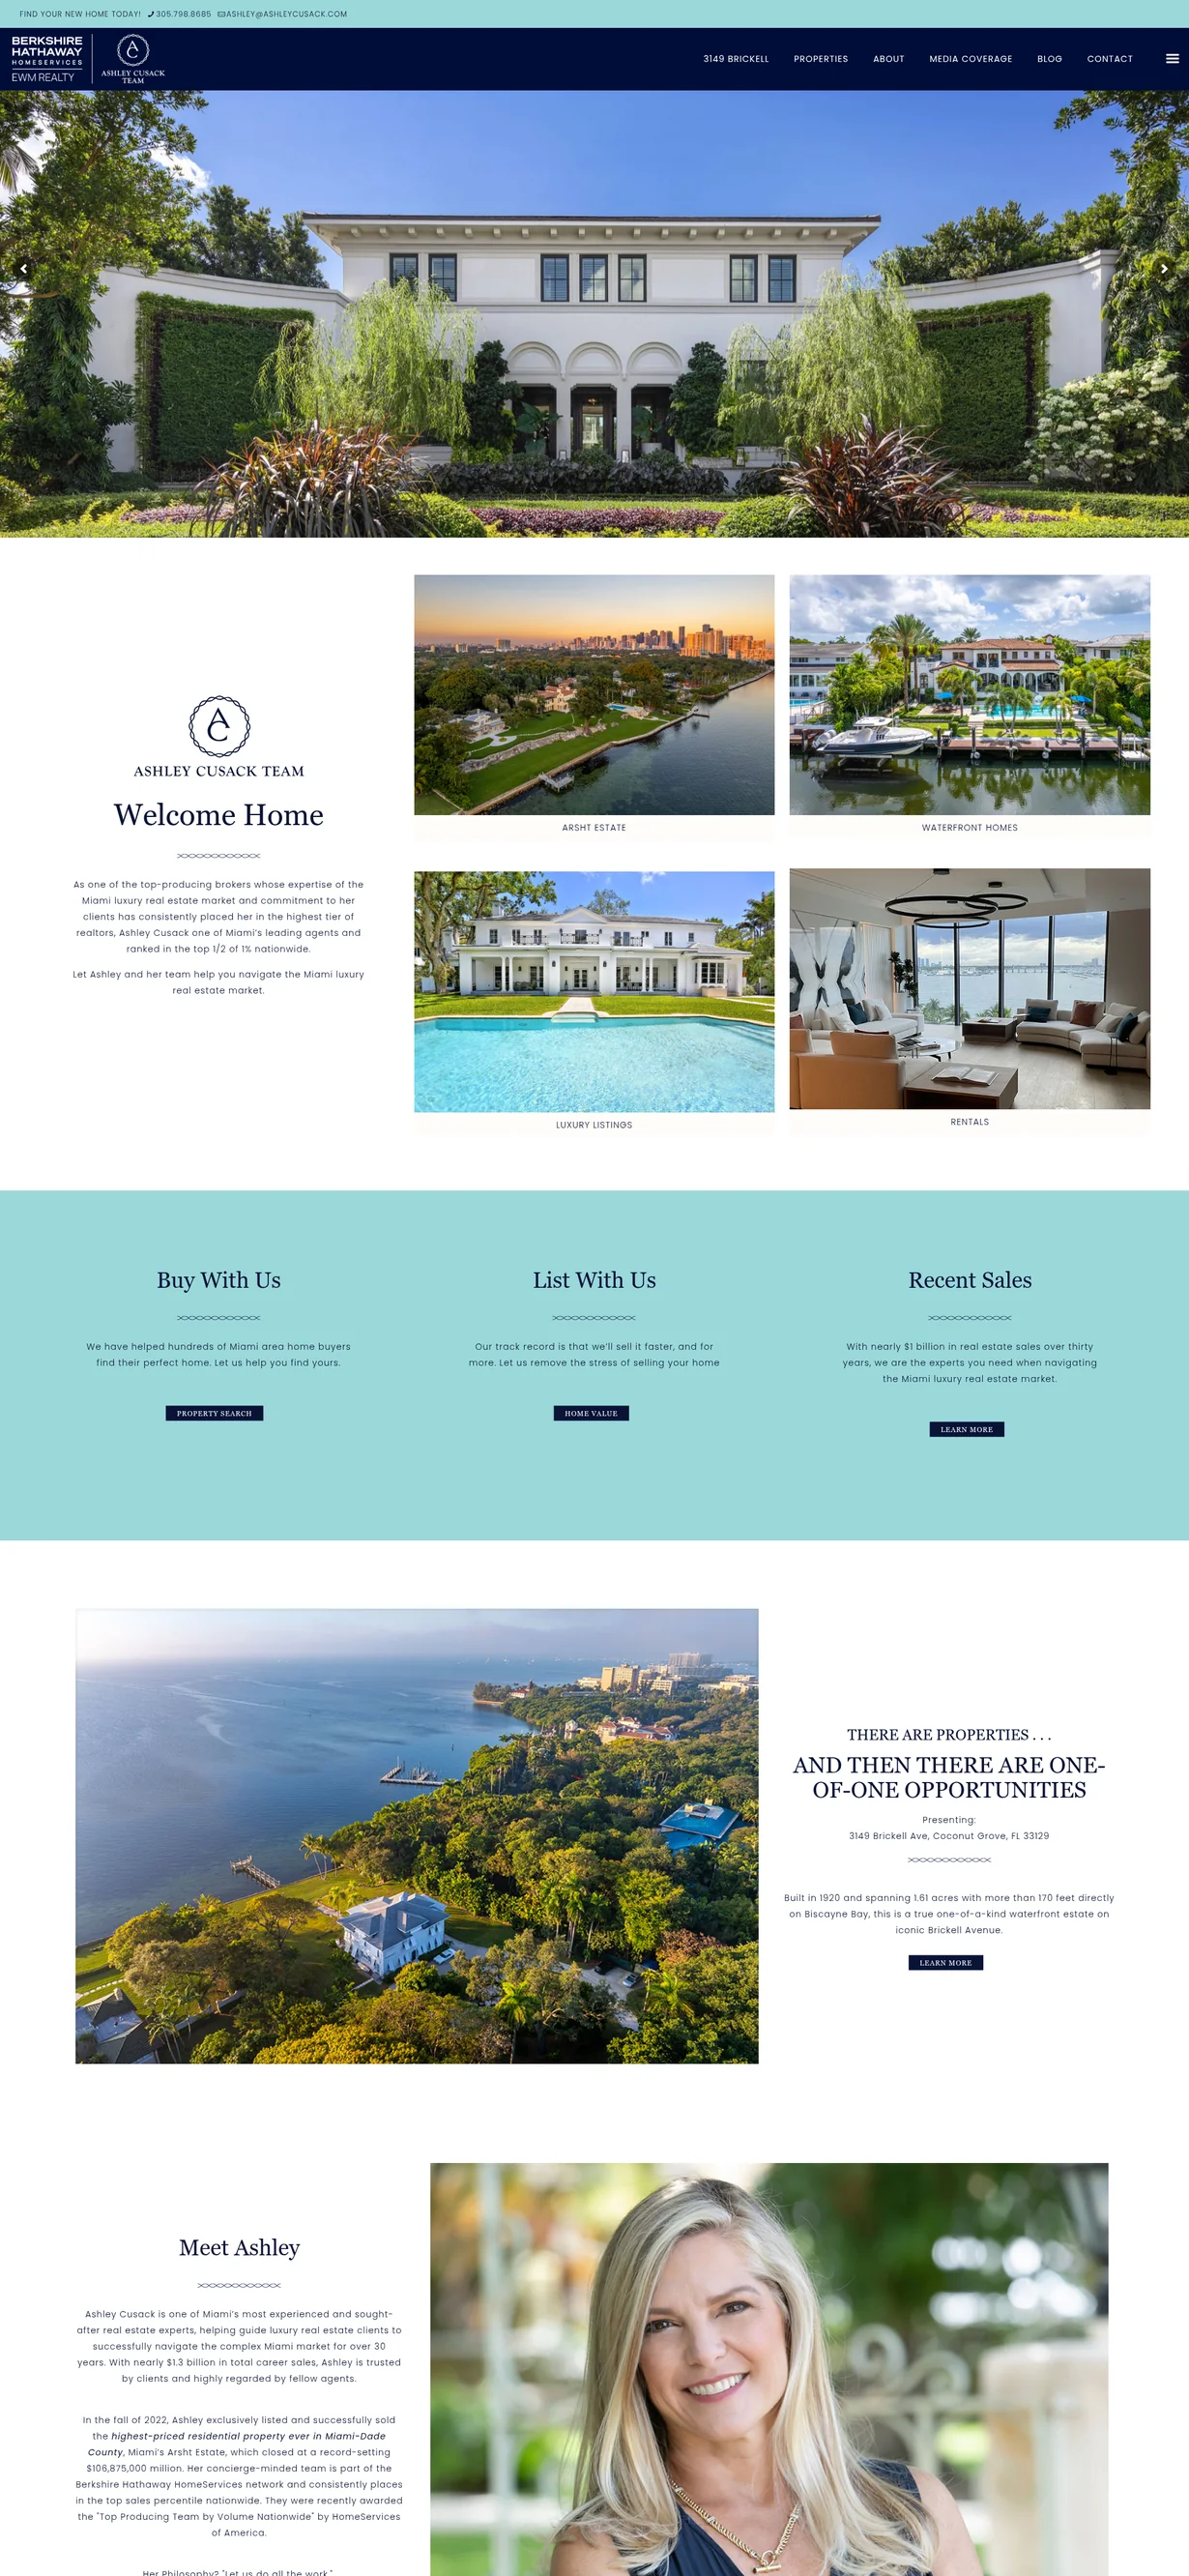 FIND YOUR NEW HOME TODAY! 305.798.8685 ASHLEY@ASHLEYCUSACK.COM
BERKSHIRE
HATHAWAY
HOMESERVICES
EWM REALTY
AC
ASHLEY CUSACK
TEAM
3149 BRICKELL PROPERTIES ABOUT MEDIA COVERAGE BLOG CONTACT
AC
ASHLEY CUSACK TEAM
Welcome Home
As one of the top-producing brokers whose expertise of the
Miami luxury real estate market and commitment to her
clients has consistently placed her in the highest tier of
realtors, Ashley Cusack one of Miami's leading agents and
ranked in the top 1/2 of 1% nationwide.
Let Ashley and her team help you navigate the Miami luxury
real estate market.
ARSHT ESTATE
WATERFRONT HOMES
LUXURY LISTINGS
RENTALS
Buy With Us
We have helped hundreds of Miami area home buyers
find their perfect home. Let us help you find yours.
PROPERTY SEARCH
List With Us
Our track record is that we'll sell it faster, and for
more. Let us remove the stress of selling your home
HOME VALUE
Recent Sales
With nearly $1 billion in real estate sales over thirty
years, we are the experts you need when navigating
the Miami luxury real estate market.
LEARN MORE
THERE ARE PROPERTIES . . .
AND THEN THERE ARE ONE-
OF-ONE OPPORTUNITIES
Presenting:
3149 Brickell Ave, Coconut Grove, FL 33129
Built in 1920 and spanning 1.61 acres with more than 170 feet directly
on Biscayne Bay, this is a true one-of-a-kind waterfront estate on
iconic Brickell Avenue.
LEARN MORE
Meet Ashley
Ashley Cusack is one of Miami's most experienced and sought-
after real estate experts, helping guide luxury real estate clients to
successfully navigate the complex Miami market for over 30
years. With nearly $1.3 billion in total career sales, Ashley is trusted
by clients and highly regarded by fellow agents.
In the fall of 2022, Ashley exclusively listed and successfully sold
the highest-priced residential property ever in Miami-Dade
County, Miami's Arsht Estate, which closed at a record-setting
$106,875,000 million. Her concierge-minded team is part of the
Berkshire Hathaway HomeServices network and consistently places
in the top sales percentile nationwide. They were recently awarded
the "Top Producing Team by Volume Nationwide" by HomeServices
of America.
Her Philosophy? "Let us do all the work."